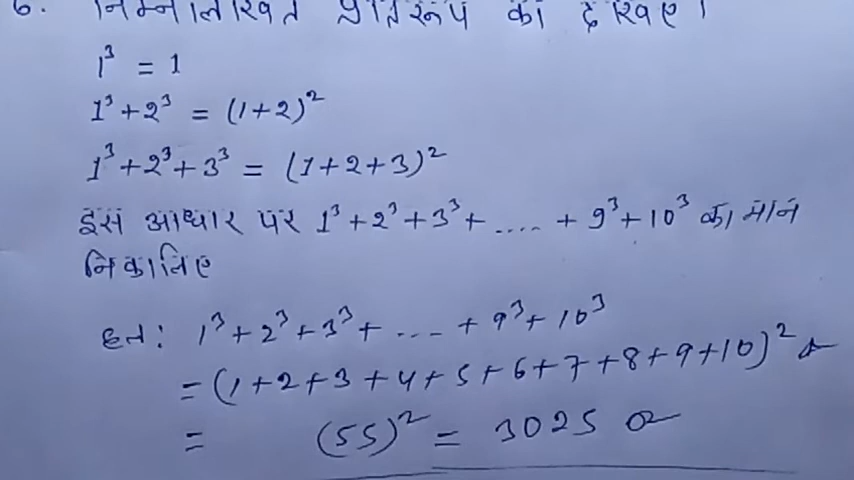 6. निम्नलिखित प्रतिरूप को देखिए।
1³ = 1
1³+2³ = (1+2)²
1³+2³+3³ = (1+2+3)²
इस आधार पर 1³+2³+3³+.....+9³+10³ का मान
निकालिए
हल: 1³+2³+3³+....+9³+10³
=(1+2+3+4+5+6+7+8+9+10)²
= (55)² = 3025